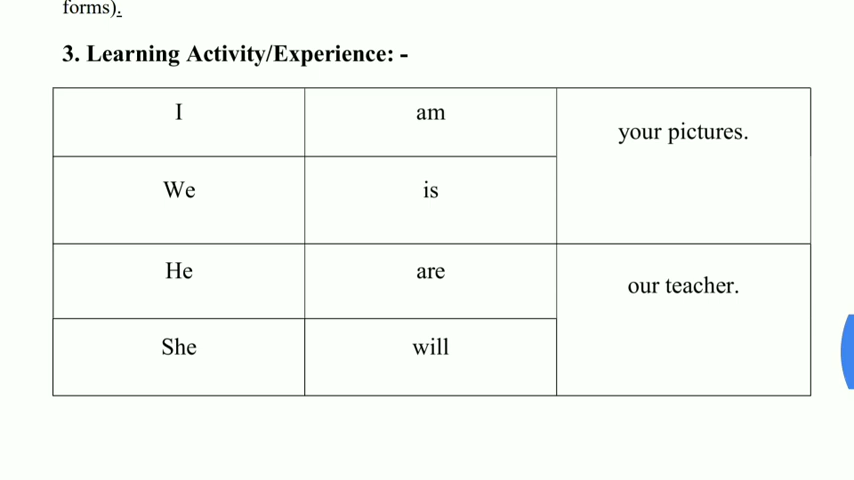 forms).
3. Learning Activity/Experience: -
I am your pictures.
We is
He are our teacher.
She will